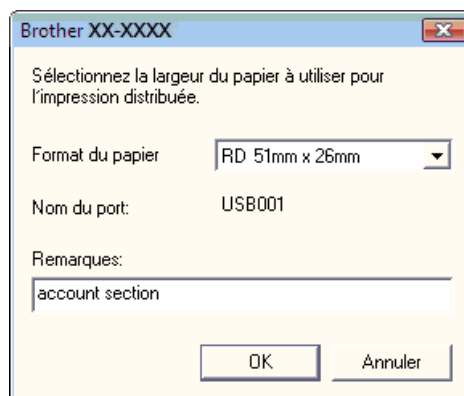 Brother XX-XXXX
Sélectionnez la largeur du papier à utiliser pour
l'impression distribuée.
Format du papier RD 51mm x 26mm
Nom du port: USB001
Remarques:
account section
OK Annuler